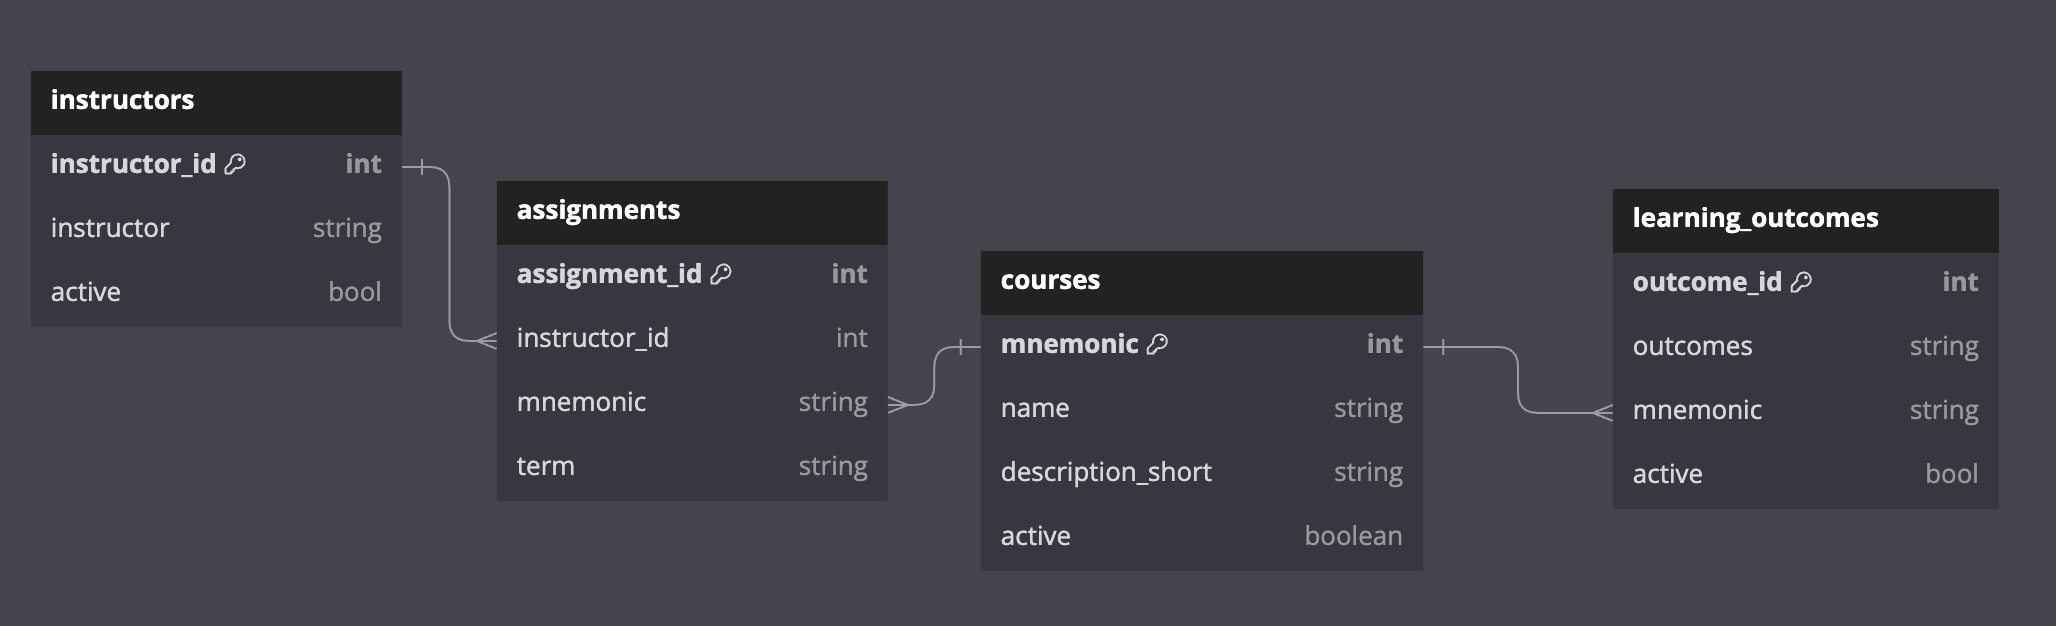 instructors
instructor_id int
instructor string
active bool
assignments
assignment_id int
instructor_id int
mnemonic string
term string
courses
mnemonic int
name string
description_short string
active boolean
learning_outcomes
outcome_id int
outcomes string
mnemonic string
active bool